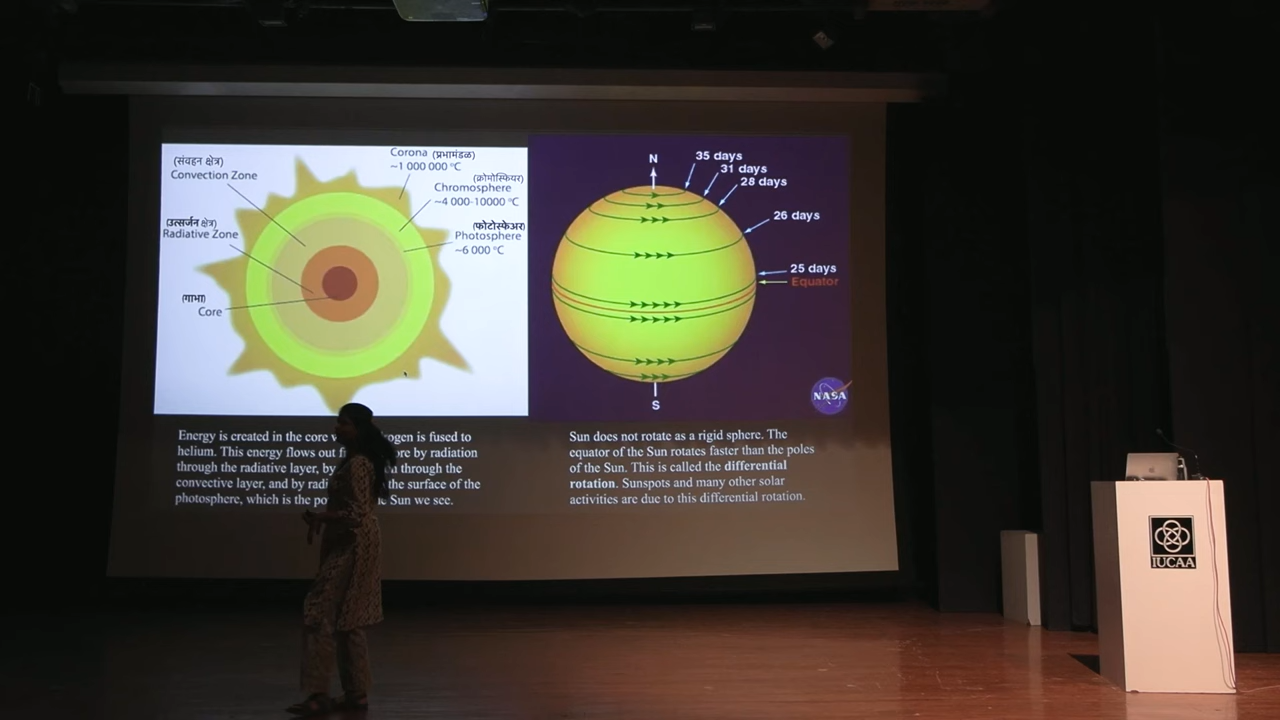 (संवहन क्षेत्र)
Convection Zone
(उत्सर्जन क्षेत्र)
Radiative Zone
(गाभा)
Core
Corona (प्रभामंडळ)
~1 000 000 °C
(क्रोमोस्फियर)
Chromosphere
~4 000-10000 °C
(फोटोस्फेअर)
Photosphere
~6 000 °C
Energy is created in the core w ogen is fused to
helium. This energy flows out f ore by radiation
through the radiative layer, by n through the
convective layer, and by radi the surface of the
photosphere, which is the po e Sun we see.
N
35 days
31 days
28 days
26 days
25 days
Equator
S
NASA
Sun does not rotate as a rigid sphere. The
equator of the Sun rotates faster than the poles
of the Sun. This is called the differential
rotation. Sunspots and many other solar
activities are due to this differential rotation.
IUCAA